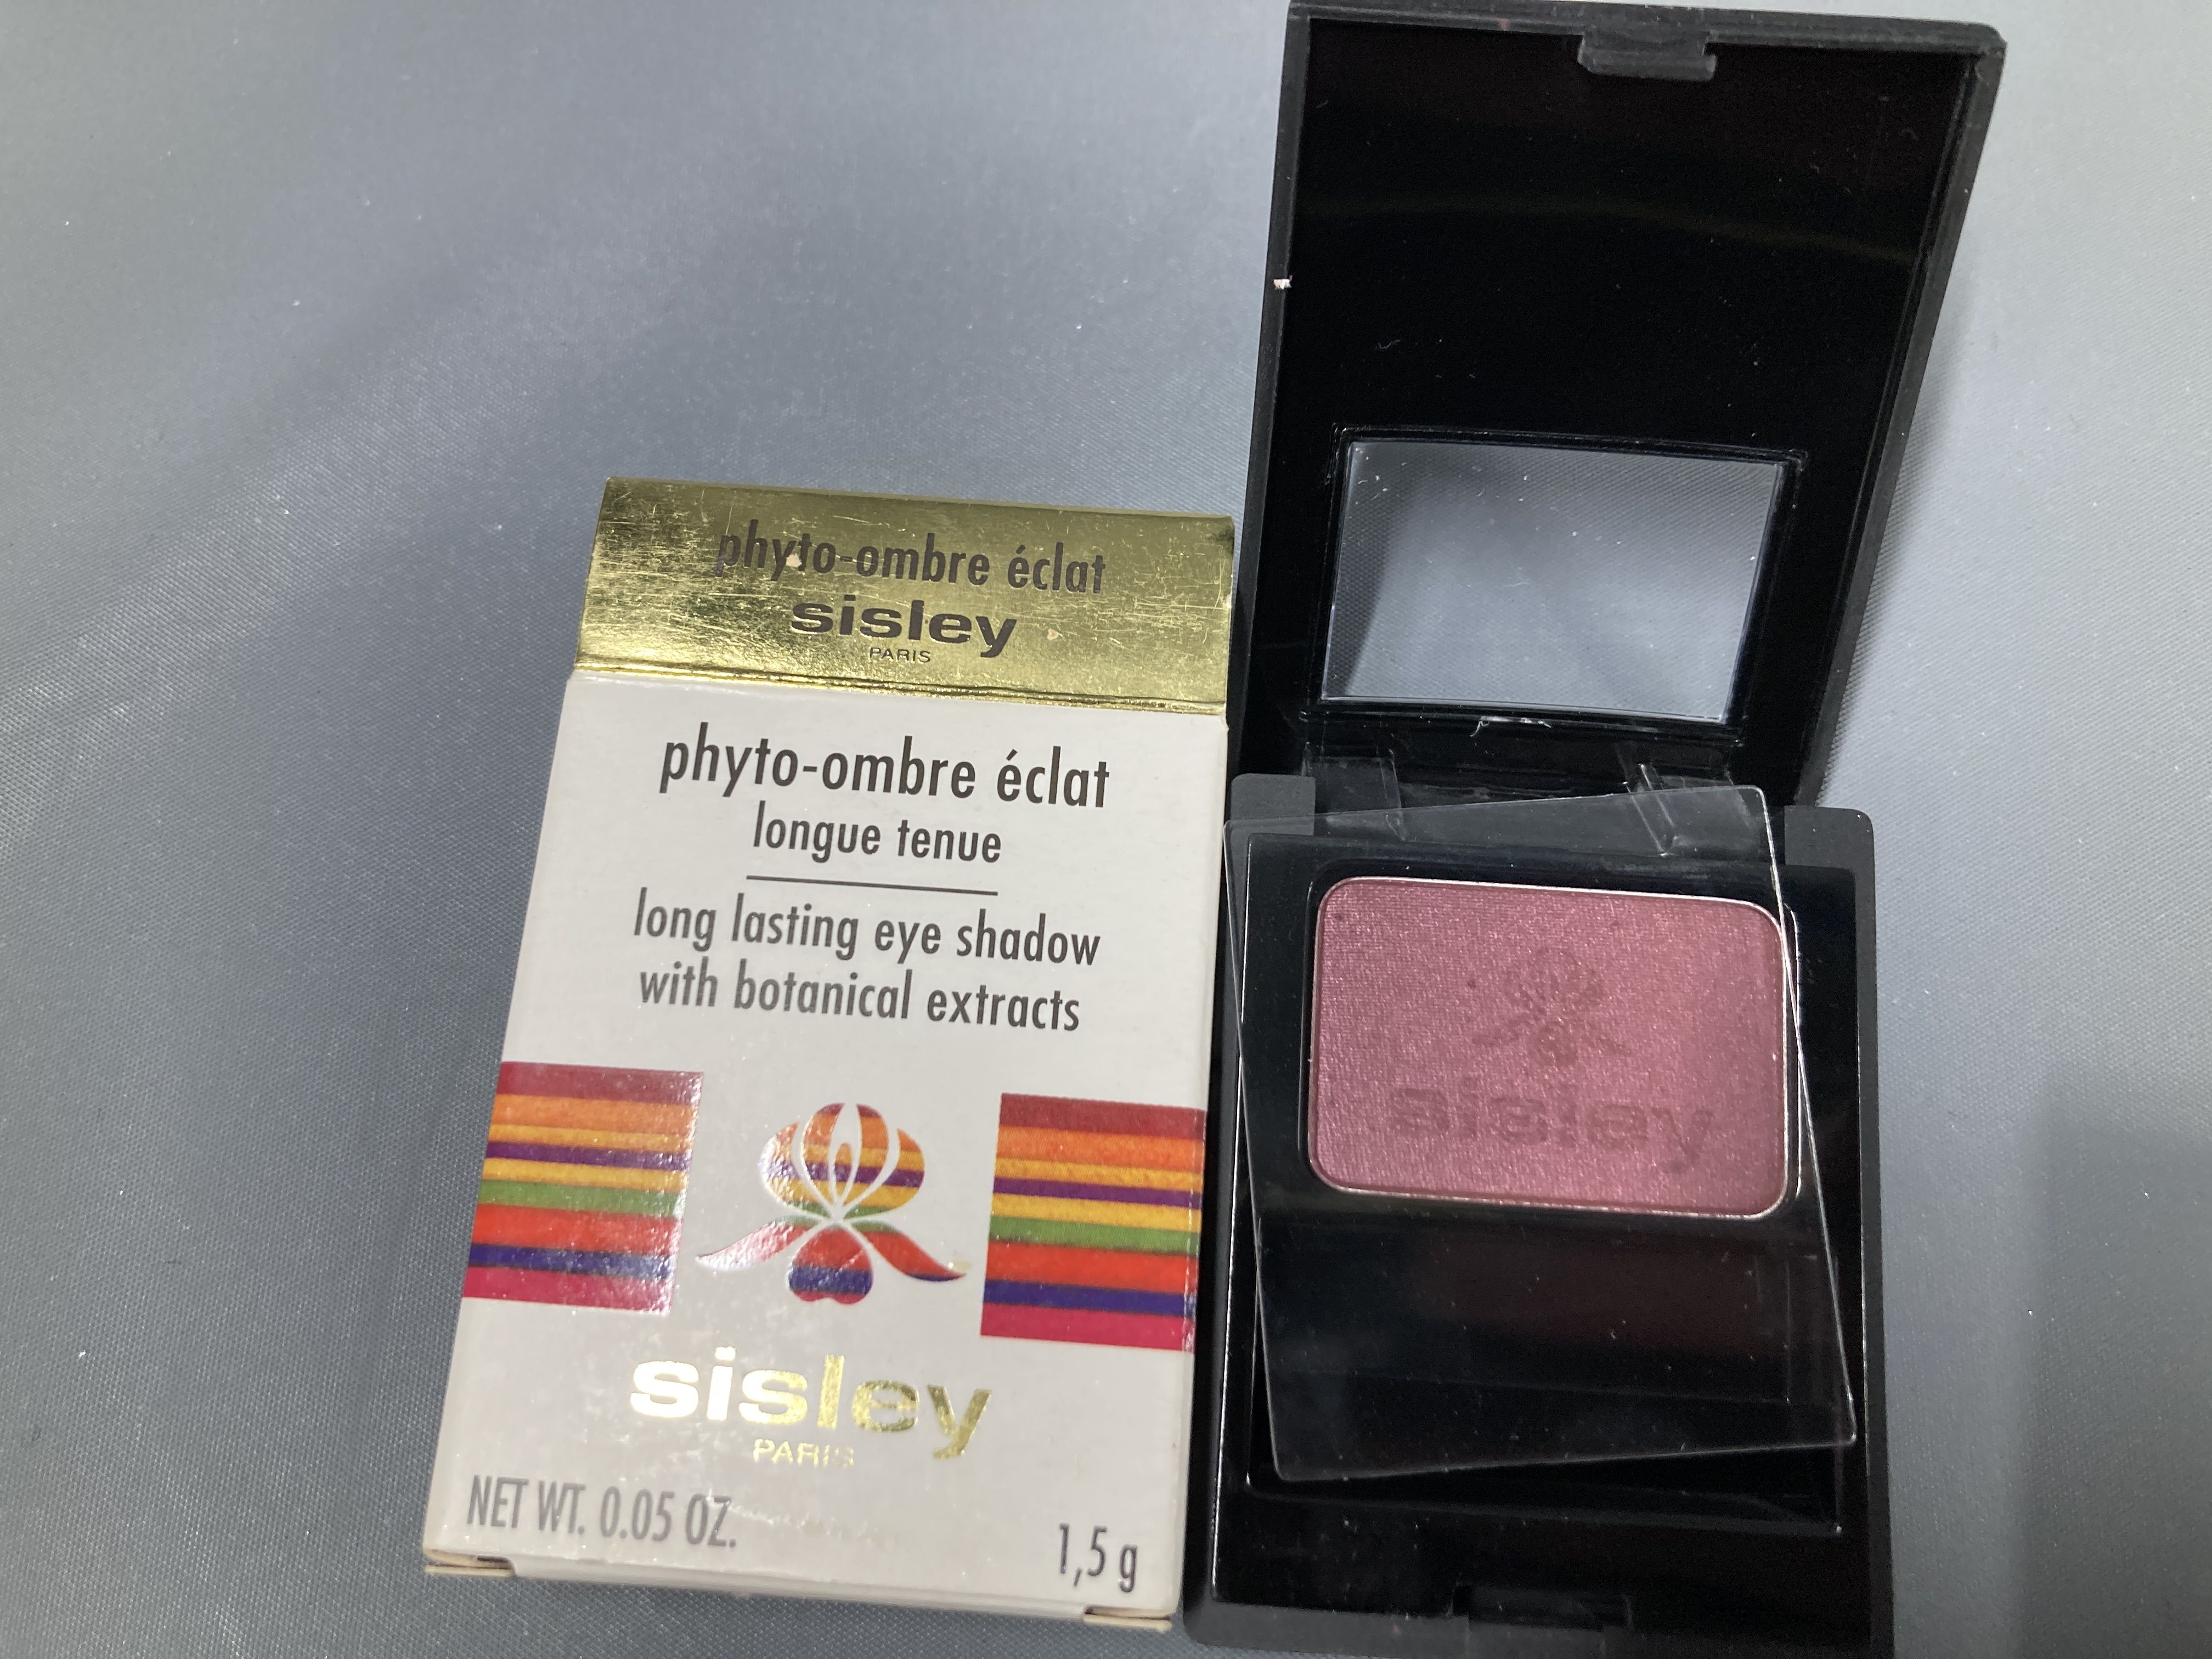 phyto-ombre éclat
sisley
PARIS
phyto-ombre éclat
longue tenue
long lasting eye shadow
with botanical extracts
sisley
PARIS
NET WT. 0.05 OZ.
1,5 g
sisley